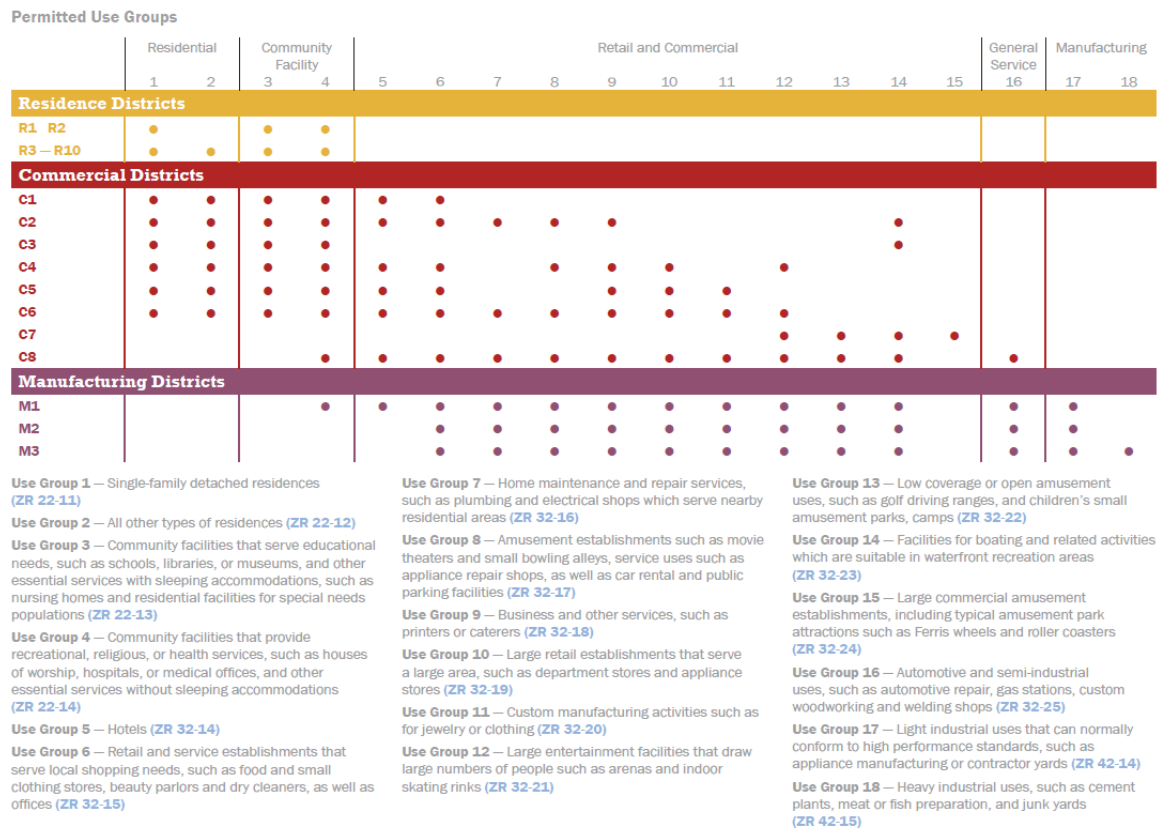 Permitted Use Groups
Residential Community Facility Retail and Commercial General Service Manufacturing
1 2 3 4 5 6 7 8 9 10 11 12 13 14 15 16 17 18
Residence Districts
R1 R2 ● ● ●
R3 — R10 ● ● ● ●
Commercial Districts
C1 ● ● ● ● ● ●
C2 ● ● ● ● ● ● ● ● ● ●
C3 ● ● ● ● ●
C4 ● ● ● ● ● ● ● ● ● ●
C5 ● ● ● ● ● ● ● ● ●
C6 ● ● ● ● ● ● ● ● ● ● ● ●
C7 ● ● ● ●
C8 ● ● ● ● ● ● ● ● ● ● ● ●
Manufacturing Districts
M1 ● ● ● ● ● ● ● ● ● ● ● ● ●
M2 ● ● ● ● ● ● ● ● ● ● ●
M3 ● ● ● ● ● ● ● ● ● ● ● ●
Use Group 1 — Single-family detached residences
(ZR 22-11)
Use Group 2 — All other types of residences (ZR 22-12)
Use Group 3 — Community facilities that serve educational
needs, such as schools, libraries, or museums, and other
essential services with sleeping accommodations, such as
nursing homes and residential facilities for special needs
populations (ZR 22-13)
Use Group 4 — Community facilities that provide
recreational, religious, or health services, such as houses
of worship, hospitals, or medical offices, and other
essential services without sleeping accommodations
(ZR 22-14)
Use Group 5 — Hotels (ZR 32-14)
Use Group 6 — Retail and service establishments that
serve local shopping needs, such as food and small
clothing stores, beauty parlors and dry cleaners, as well as
offices (ZR 32-15)
Use Group 7 — Home maintenance and repair services,
such as plumbing and electrical shops which serve nearby
residential areas (ZR 32-16)
Use Group 8 — Amusement establishments such as movie
theaters and small bowling alleys, service uses such as
appliance repair shops, as well as car rental and public
parking facilities (ZR 32-17)
Use Group 9 — Business and other services, such as
printers or caterers (ZR 32-18)
Use Group 10 — Large retail establishments that serve
a large area, such as department stores and appliance
stores (ZR 32-19)
Use Group 11 — Custom manufacturing activities such as
for jewelry or clothing (ZR 32-20)
Use Group 12 — Large entertainment facilities that draw
large numbers of people such as arenas and indoor
skating rinks (ZR 32-21)
Use Group 13 — Low coverage or open amusement
uses, such as golf driving ranges, and children's small
amusement parks, camps (ZR 32-22)
Use Group 14 — Facilities for boating and related activities
which are suitable in waterfront recreation areas
(ZR 32-23)
Use Group 15 — Large commercial amusement
establishments, including typical amusement park
attractions such as Ferris wheels and roller coasters
(ZR 32-24)
Use Group 16 — Automotive and semi-industrial
uses, such as automotive repair, gas stations, custom
woodworking and welding shops (ZR 32-25)
Use Group 17 — Light industrial uses that can normally
conform to high performance standards, such as
appliance manufacturing or contractor yards (ZR 42-14)
Use Group 18 — Heavy industrial uses, such as cement
plants, meat or fish preparation, and junk yards
(ZR 42-15)